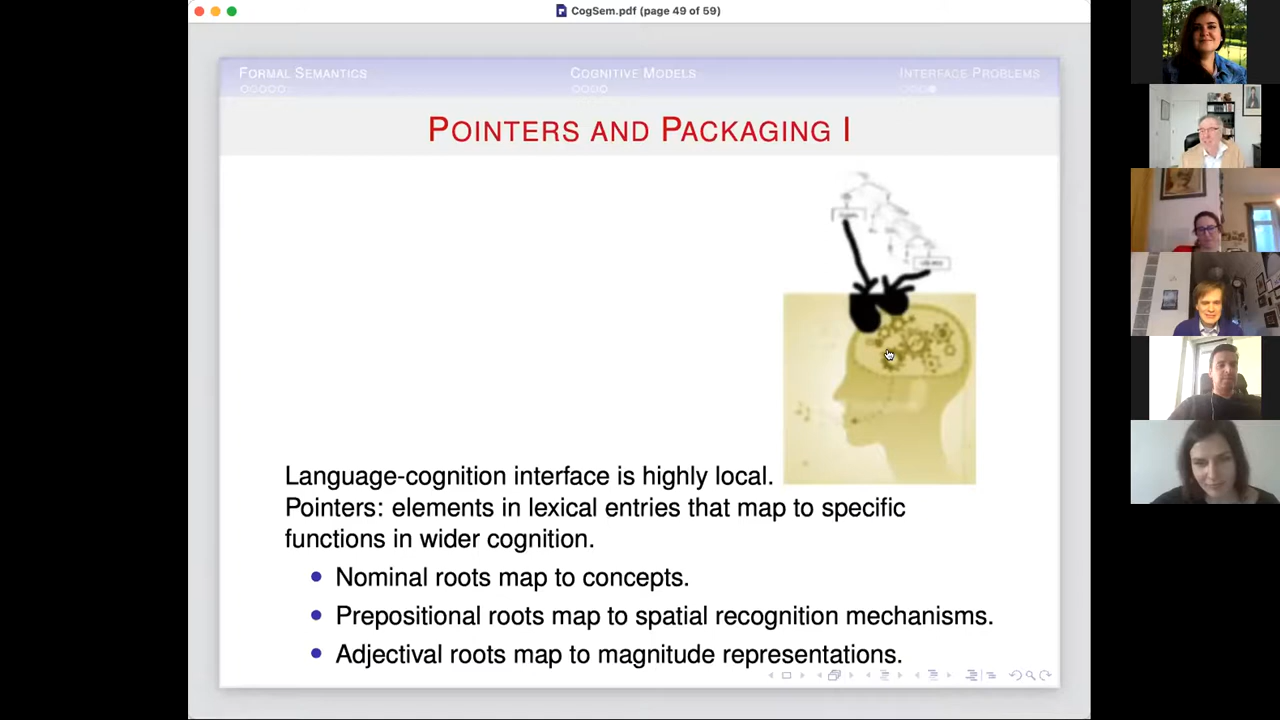 CogSem.pdf (page 49 of 59)
FORMAL SEMANTICS COGNITIVE MODELS INTERFACE PROBLEMS
POINTERS AND PACKAGING I
Language-cognition interface is highly local.
Pointers: elements in lexical entries that map to specific
functions in wider cognition.
Nominal roots map to concepts.
Prepositional roots map to spatial recognition mechanisms.
Adjectival roots map to magnitude representations.